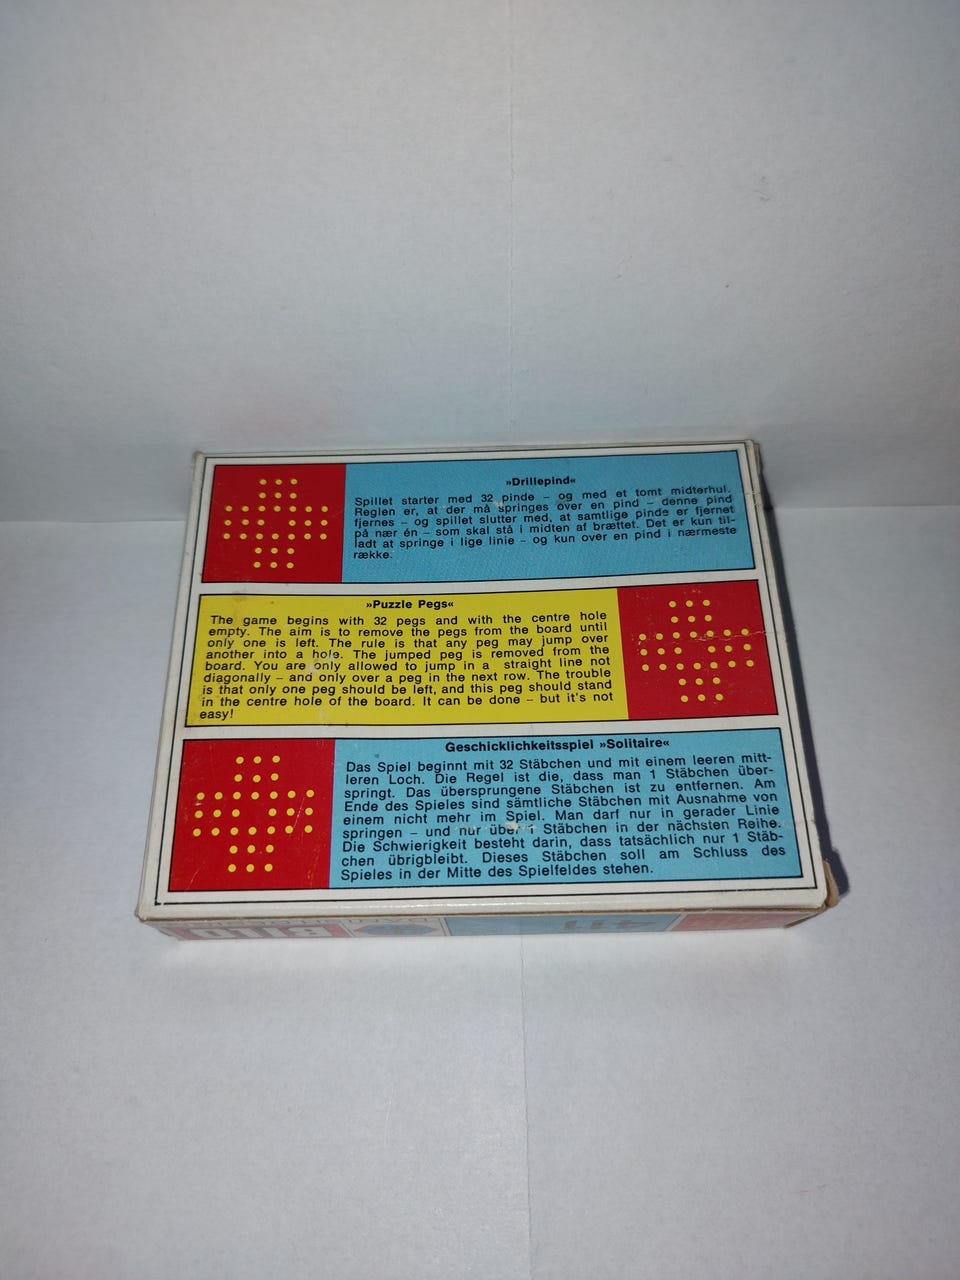 »Drillepind«
Spillet starter med 32 pinde – og med et tomt midterhul.
Reglen er, at der må springes over en pind – denne pind
fjernes – og spillet slutter med, at samtlige pinde er fjernet
på nær én – som skal stå i midten af brættet. Det er kun til-
ladt at springe i lige linie – og kun over en pind i nærmeste
række.
»Puzzle Pegs«
The game begins with 32 pegs and with the centre hole
empty. The aim is to remove the pegs from the board until
only one is left. The rule is that any peg may jump over
another into a hole. The jumped peg is removed from the
board. You are only allowed to jump in a straight line not
diagonally – and only over a peg in the next row. The trouble
is that only one peg should be left, and this peg should stand
in the centre hole of the board. It can be done – but it's not
easy!
Geschicklichkeitsspiel »Solitaire«
Das Spiel beginnt mit 32 Stäbchen und mit einem leeren mitt-
leren Loch. Die Regel ist die, dass man 1 Stäbchen über-
springt. Das übersprungene Stäbchen ist zu entfernen. Am
Ende des Spieles sind sämtliche Stäbchen mit Ausnahme von
einem nicht mehr im Spiel. Man darf nur in gerader Linie
springen – und nur über 1 Stäbchen in der nächsten Reihe.
Die Schwierigkeit besteht darin, dass tatsächlich nur 1 Stäb-
chen übrigbleibt. Dieses Stäbchen soll am Schluss des
Spieles in der Mitte des Spielfeldes stehen.
411